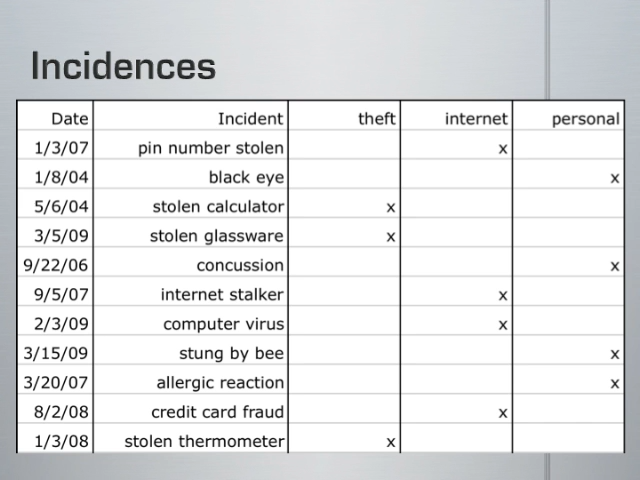 Incidences
Date Incident theft internet personal
1/3/07 pin number stolen x
1/8/04 black eye x
5/6/04 stolen calculator x
3/5/09 stolen glassware x
9/22/06 concussion x
9/5/07 internet stalker x
2/3/09 computer virus x
3/15/09 stung by bee x
3/20/07 allergic reaction x
8/2/08 credit card fraud x
1/3/08 stolen thermometer x